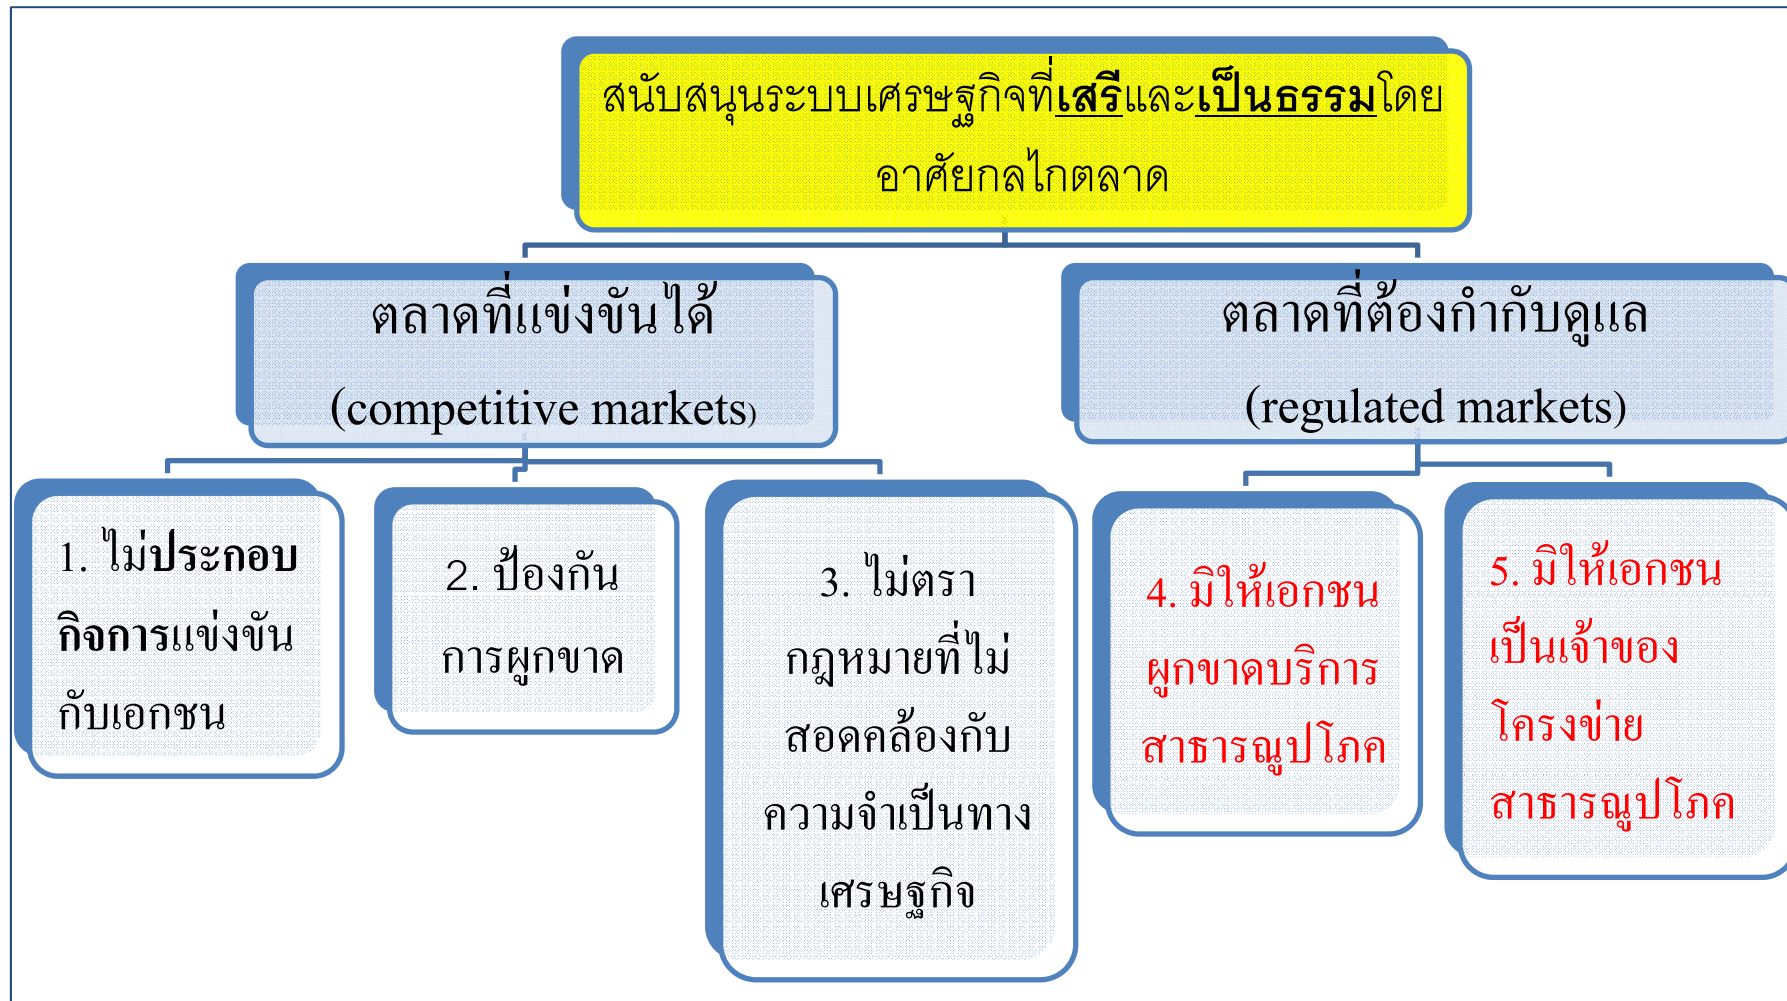 สนับสนุนระบบเศรษฐกิจที่เสรีและเป็นธรรมโดย
อาศัยกลไกตลาด
ตลาดที่แข่งขันได้
(competitive markets)
ตลาดที่ต้องกำกับดูแล
(regulated markets)
1. ไม่ประกอบ
กิจการแข่งขัน
กับเอกชน
2. ป้องกัน
การผูกขาด
3. ไม่ตรา
กฎหมายที่ไม่
สอดคล้องกับ
ความจำเป็นทาง
เศรษฐกิจ
4. มิให้เอกชน
ผูกขาดบริการ
สาธารณูปโภค
5. มิให้เอกชน
เป็นเจ้าของ
โครงข่าย
สาธารณูปโภค